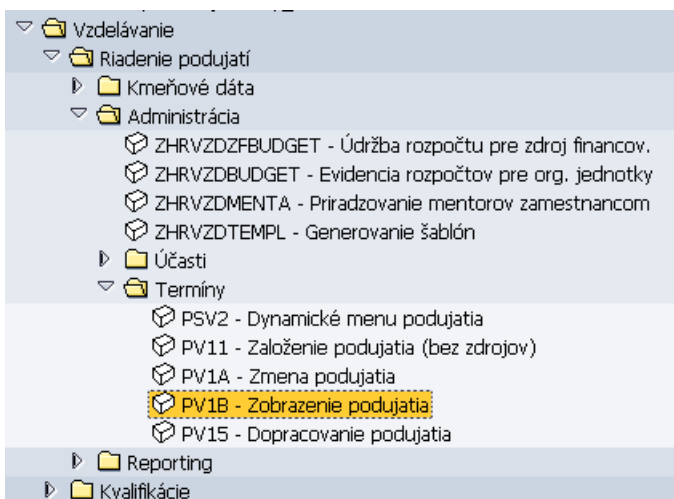 Vzdelávanie
Riadenie podujatí
Kmeňové dáta
Administrácia
ZHRVZDZFBUDGET - Údržba rozpočtu pre zdroj financov.
ZHRVZDBUDGET - Evidencia rozpočtov pre org. jednotky
ZHRVZDMENTA - Priradzovanie mentorov zamestnancom
ZHRVZDTEMPL - Generovanie šablón
Účasti
Termíny
PSV2 - Dynamické menu podujatia
PV11 - Založenie podujatia (bez zdrojov)
PV1A - Zmena podujatia
PV1B - Zobrazenie podujatia
PV15 - Dopracovanie podujatia
Reporting
Kvalifikácie